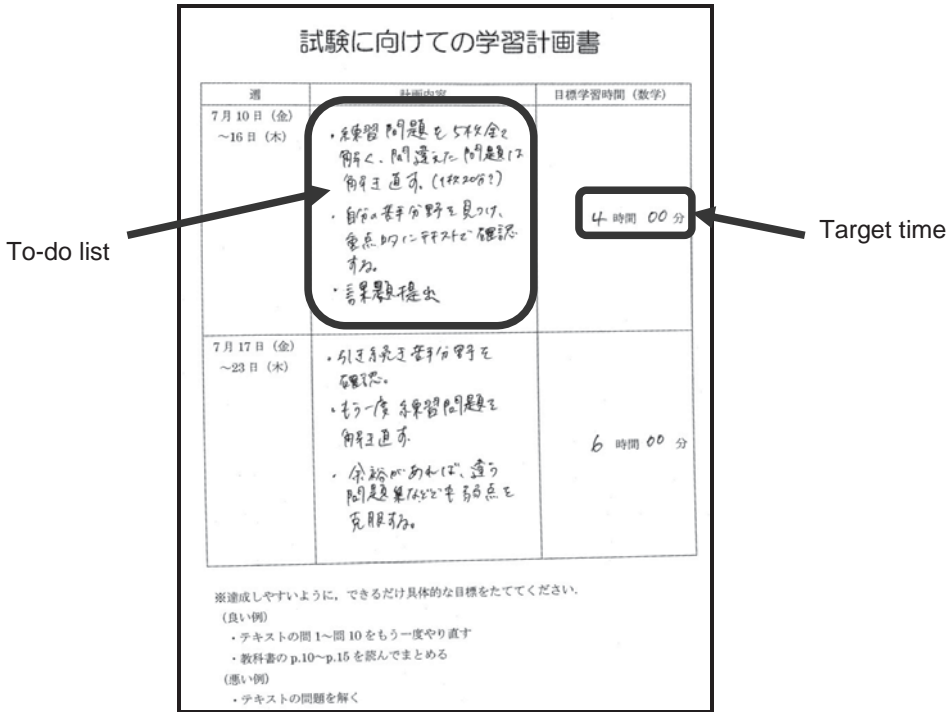 試験に向けての学習計画書
週
計画内容
目標学習時間（数学）
7月10日（金）
～16日（木）
・練習問題を5枚全て
解く、間違えた問題は
解き直す。(1枚20分?)
・自分の苦手分野を見つけ、
重点的にテキストで確認
する。
・課題提出
4時間00分
To-do list
Target time
7月17日（金）
～23日（木）
・引き続き苦手分野を
確認。
・もう一度練習問題を
解き直す。
・余裕があれば、違う
問題集などでも弱点を
克服する。
6時間00分
※達成しやすいように，できるだけ具体的な目標をたててください．
（良い例）
・テキストの問1～問10をもう一度やり直す
・教科書のp.10～p.15を読んでまとめる
（悪い例）
・テキストの問題を解く